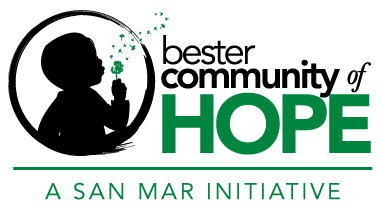 bester
community of
HOPE
A SAN MAR INITIATIVE